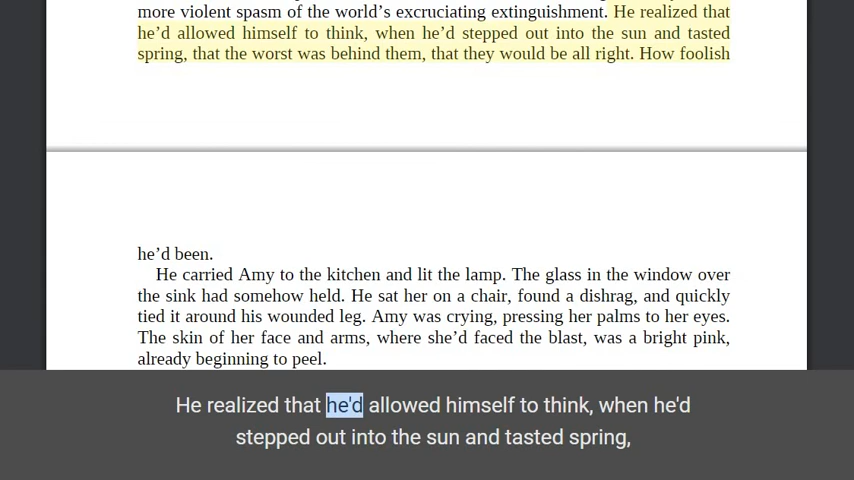 more violent spasm of the world’s excruciating extinguishment. He realized that
he’d allowed himself to think, when he’d stepped out into the sun and tasted
spring, that the worst was behind them, that they would be all right. How foolish
he’d been.
He carried Amy to the kitchen and lit the lamp. The glass in the window over
the sink had somehow held. He sat her on a chair, found a dishrag, and quickly
tied it around his wounded leg. Amy was crying, pressing her palms to her eyes.
The skin of her face and arms, where she’d faced the blast, was a bright pink,
already beginning to peel.
He realized that he'd allowed himself to think, when he'd
stepped out into the sun and tasted spring,